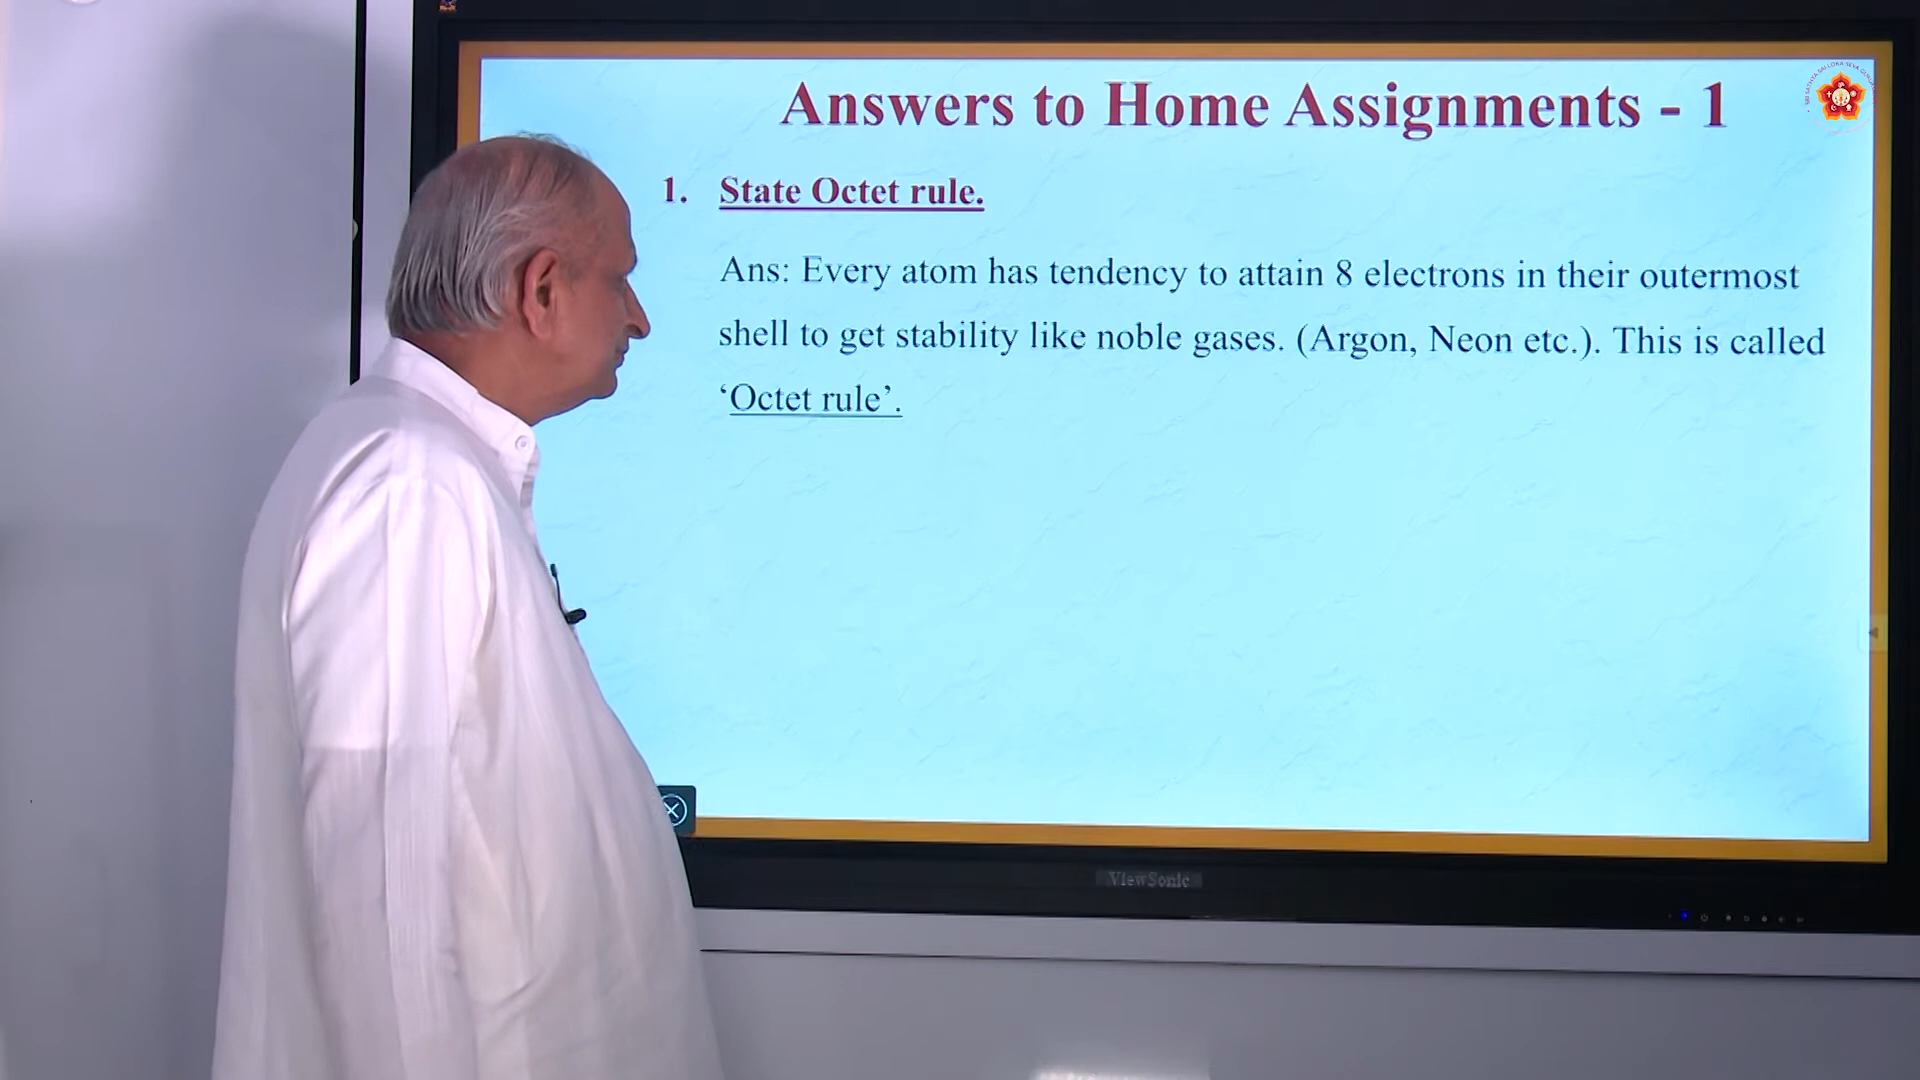 Answers to Home Assignments - 1
1. State Octet rule.
Ans: Every atom has tendency to attain 8 electrons in their outermost
shell to get stability like noble gases. (Argon, Neon etc.). This is called
‘Octet rule’.
ViewSonic